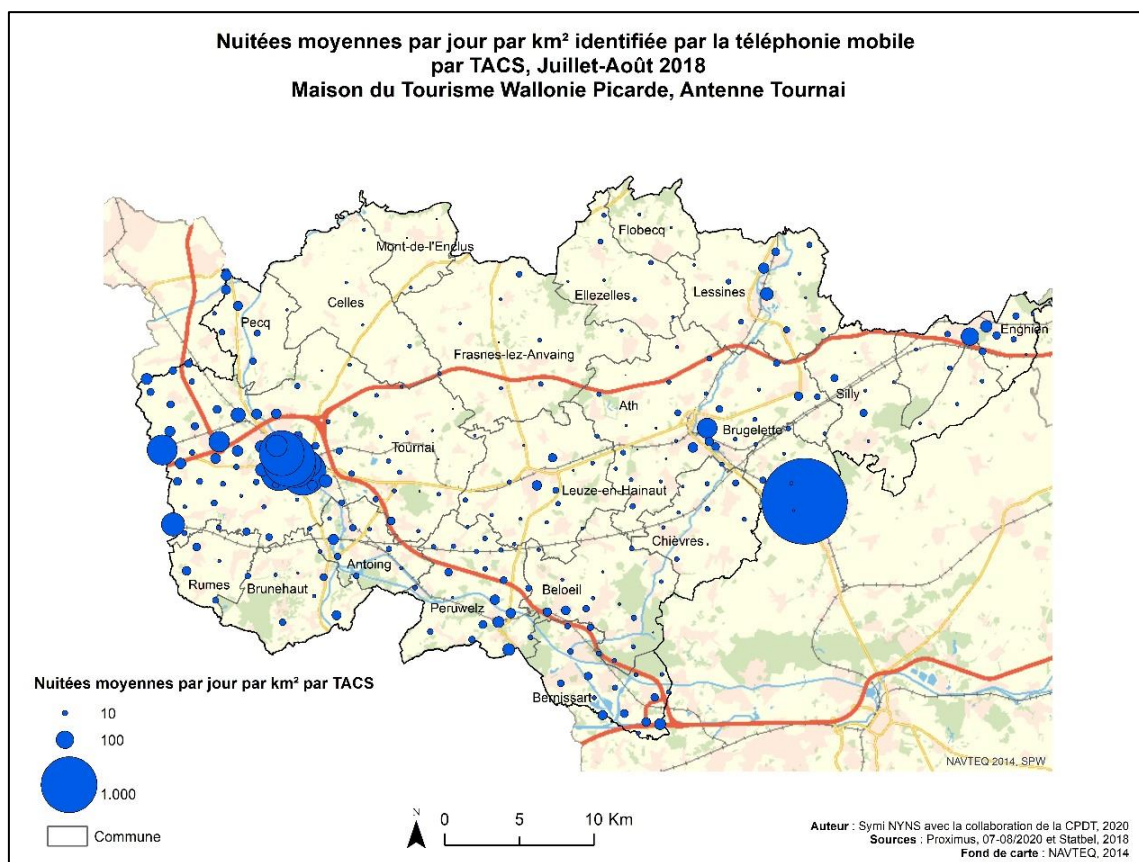 Nuitées moyennes par jour par km² identifiée par la téléphonie mobile
par TACS, Juillet-Août 2018
Maison du Tourisme Wallonie Picarde, Antenne Tournai
Flobecq
Mont-de-l'Enclus
Ellezelles
Lessines
Celles
Pecq
Enghien
Frasnes-lez-Anvaing
Silly
Ath
Brugelette
Tournai
Leuze-en-Hainaut
Chièvres
Antoing
Rumes
Brunehaut
Beloeil
Peruwelz
Bernissart
NAVTEQ 2014, SPW
Nuitées moyennes par jour par km² par TACS
10
100
1.000
Commune
N
0 5 10 Km
Auteur : Symi NYNS avec la collaboration de la CPDT, 2020
Sources : Proximus, 07-08/2020 et Statbel, 2018
Fond de carte : NAVTEQ, 2014